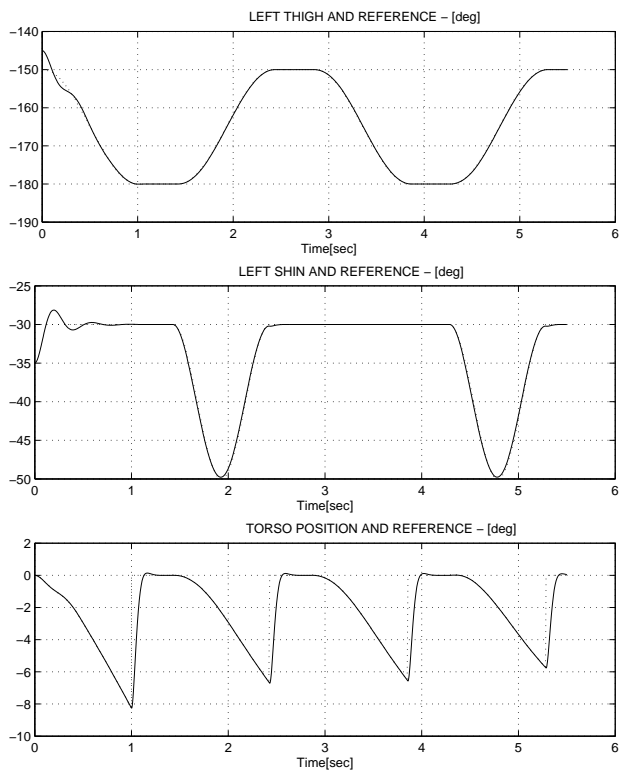 LEFT THIGH AND REFERENCE – [deg]
−140
−150
−160
−170
−180
−190
0 1 2 3 4 5 6
Time[sec]
LEFT SHIN AND REFERENCE – [deg]
−25
−30
−35
−40
−45
−50
0 1 2 3 4 5 6
Time[sec]
TORSO POSITION AND REFERENCE – [deg]
2
0
−2
−4
−6
−8
−10
0 1 2 3 4 5 6
Time[sec]